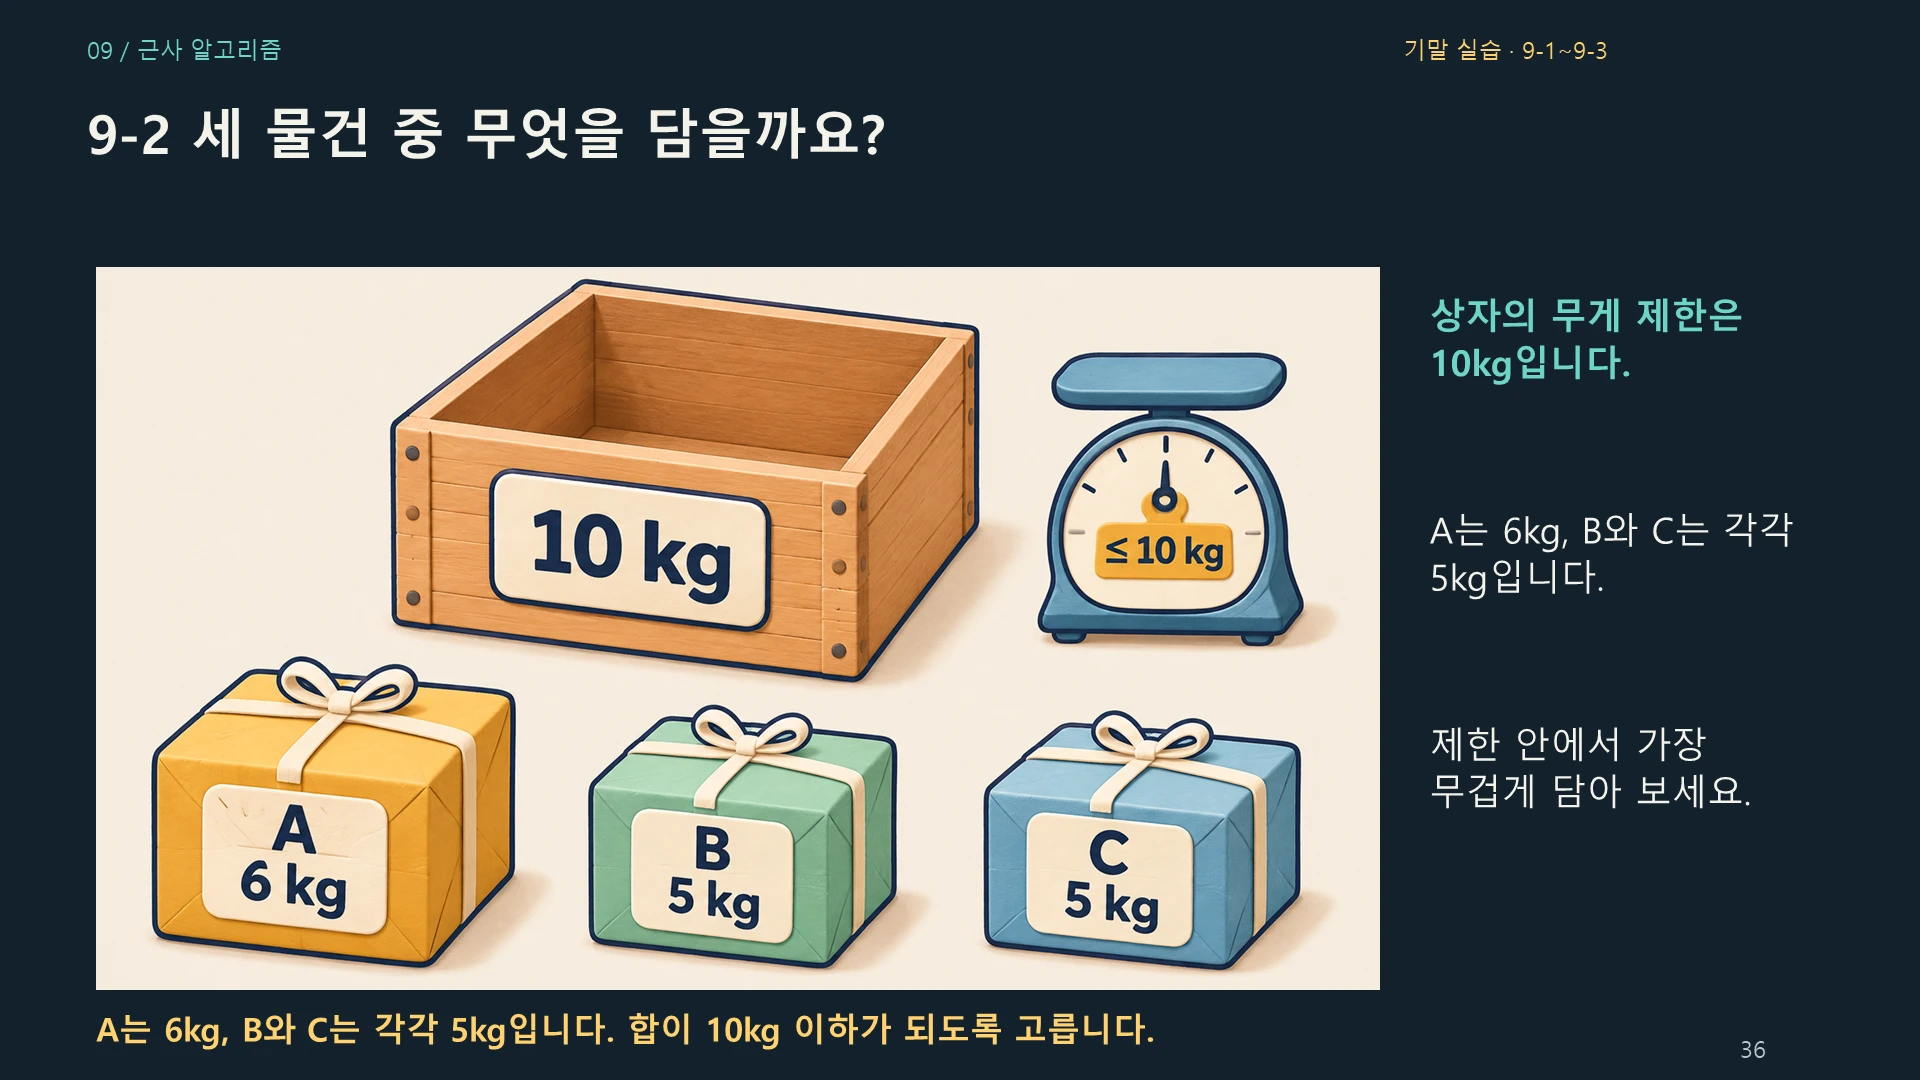 09 / 근사 알고리즘
기말 실습 · 9-1~9-3
9-2 세 물건 중 무엇을 담을까요?
10 kg
≤ 10 kg
A
6 kg
B
5 kg
C
5 kg
상자의 무게 제한은
10kg입니다.
A는 6kg, B와 C는 각각
5kg입니다.
제한 안에서 가장
무겁게 담아 보세요.
A는 6kg, B와 C는 각각 5kg입니다. 합이 10kg 이하가 되도록 고릅니다.
36